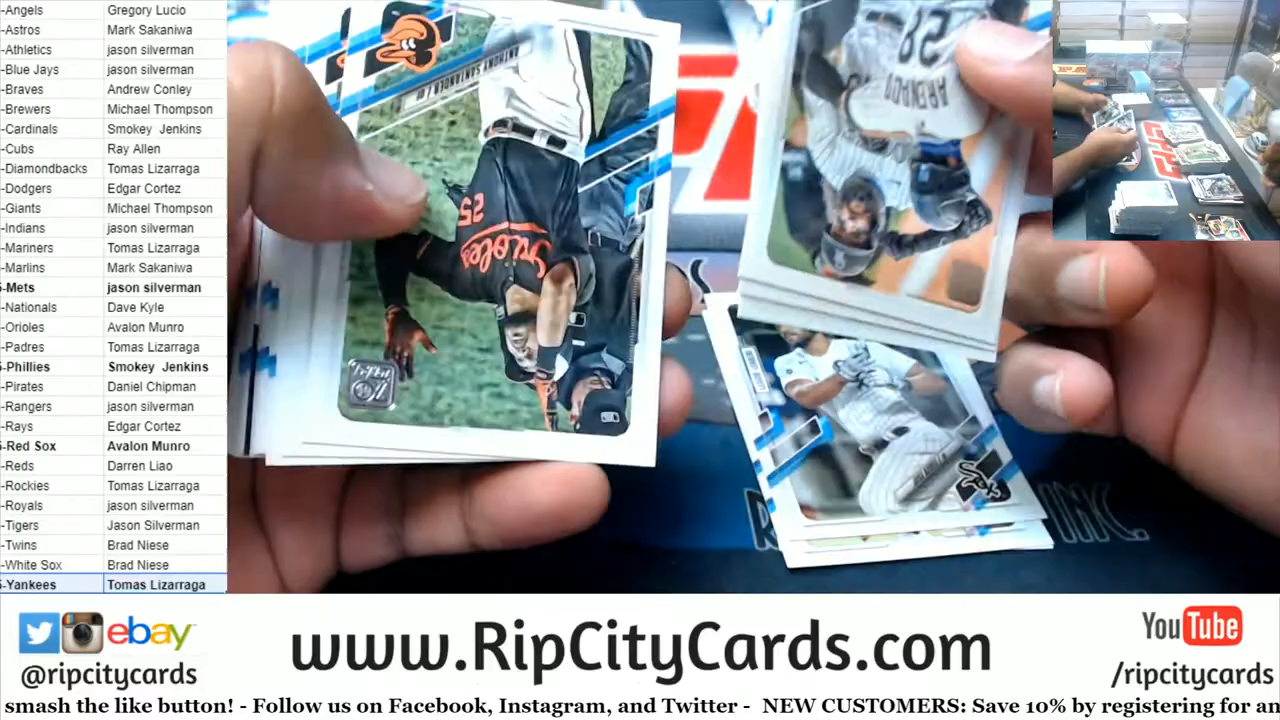 -Angels Gregory Lucio
-Astros Mark Sakaniwa
-Athletics jason silverman
-Blue Jays jason silverman
-Braves Andrew Conley
-Brewers Michael Thompson
-Cardinals Smokey Jenkins
-Cubs Ray Allen
-Diamondbacks Tomas Lizarraga
-Dodgers Edgar Cortez
-Giants Michael Thompson
-Indians jason silverman
-Mariners Tomas Lizarraga
-Marlins Mark Sakaniwa
-Mets jason silverman
-Nationals Dave Kyle
-Orioles Avalon Munro
-Padres Tomas Lizarraga
-Phillies Smokey Jenkins
-Pirates Daniel Chipman
-Rangers jason silverman
-Rays Edgar Cortez
-Red Sox Avalon Munro
-Reds Darren Liao
-Rockies Tomas Lizarraga
-Royals jason silverman
-Tigers Jason Silverman
-Twins Brad Niese
-White Sox Brad Niese
-Yankees Tomas Lizarraga
ARENADO
28
Orioles
25
Sox
INC.
ebay
@ripcitycards
www.RipCityCards.com
YouTube
/ripcitycards
smash the like button! - Follow us on Facebook, Instagram, and Twitter - NEW CUSTOMERS: Save 10% by registering for an